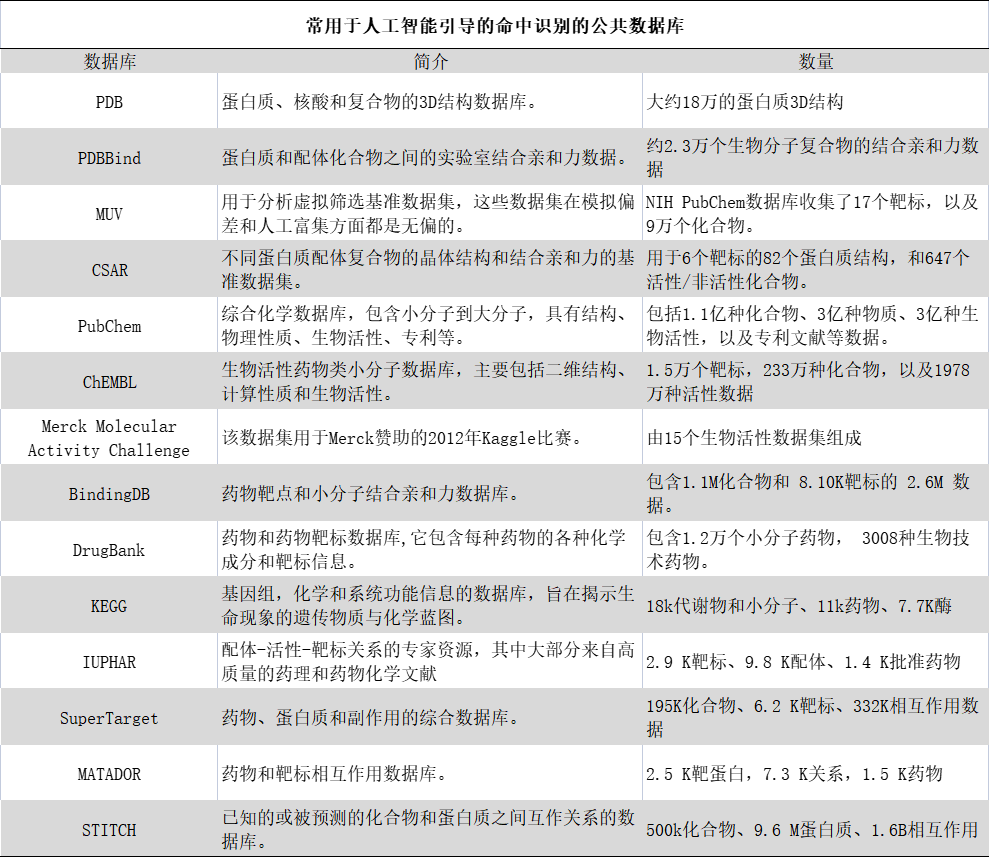 常用于人工智能引导的命中识别的公共数据库
数据库 简介 数量
PDB 蛋白质、核酸和复合物的3D结构数据库。 大约18万的蛋白质3D结构
PDBBind 蛋白质和配体化合物之间的实验室结合亲和力数据。 约2.3万个生物分子复合物的结合亲和力数
据
MUV 用于分析虚拟筛选基准数据集，这些数据集在模拟偏
差和人工富集方面都是无偏的。
NIH PubChem数据库收集了17个靶标，以及
9万个化合物。
CSAR 不同蛋白质配体复合物的晶体结构和结合亲和力的基
准数据集。
用于6个靶标的82个蛋白质结构，和647个
活性/非活性化合物。
PubChem 综合化学数据库，包含小分子到大分子，具有结构、
物理性质、生物活性、专利等。
包括1.1亿种化合物、3亿种物质、3亿种生
物活性，以及专利文献等数据。
ChEMBL 生物活性药物类小分子数据库，主要包括二维结构、
计算性质和生物活性。
1.5万个靶标，233万种化合物，以及1978
万种活性数据
Merck Molecular
Activity Challenge
该数据集用于Merck赞助的2012年Kaggle比赛。 由15个生物活性数据集组成
BindingDB 药物靶点和小分子结合亲和力数据库。 包含1.1M化合物和 8.10K靶标的 2.6M 数
据。
DrugBank 药物和药物靶标数据库,它包含每种药物的各种化学
成分和靶标信息。
包含1.2万个小分子药物， 3008种生物技
术药物。
KEGG 基因组，化学和系统功能信息的数据库，旨在揭示生
命现象的遗传物质与化学蓝图。
18k代谢物和小分子、11k药物、7.7K酶
IUPHAR 配体-活性-靶标关系的专家资源，其中大部分来自高
质量的药理和药物化学文献
2.9 K靶标、9.8 K配体、1.4 K批准药物
SuperTarget 药物、蛋白质和副作用的综合数据库。 195K化合物、6.2 K靶标、332K相互作用数
据
MATADOR 药物和靶标相互作用数据库。 2.5 K靶蛋白，7.3 K关系，1.5 K药物
STITCH 已知的或被预测的化合物和蛋白质之间互作关系的数
据库。
500k化合物、9.6 M蛋白质、1.6B相互作用